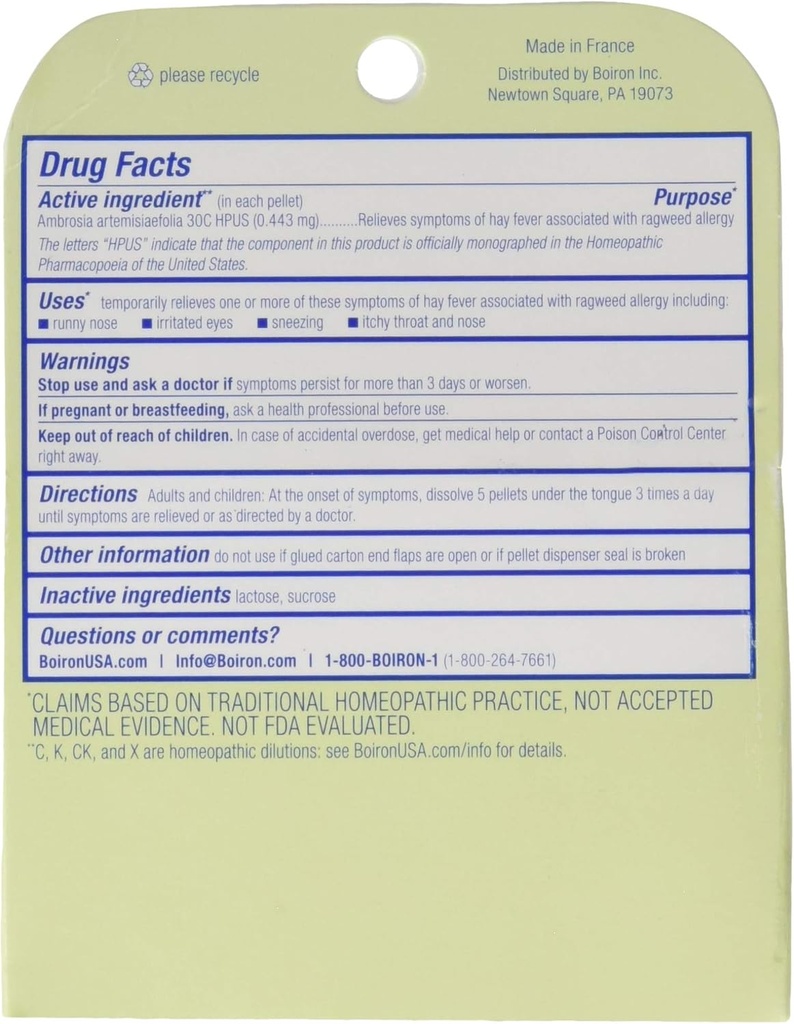 please recycle
Made in France
Distributed by Boiron Inc.
Newtown Square, PA 19073
Drug Facts
Active ingredient** (in each pellet) Purpose*
Ambrosia artemisiaefolia 30C HPUS (0.443 mg)..........Relieves symptoms of hay fever associated with ragweed allergy
The letters "HPUS" indicate that the component in this product is officially monographed in the Homeopathic
Pharmacopoeia of the United States.
Uses* temporarily relieves one or more of these symptoms of hay fever associated with ragweed allergy including:
■ runny nose ■ irritated eyes ■ sneezing ■ itchy throat and nose
Warnings
Stop use and ask a doctor if symptoms persist for more than 3 days or worsen.
If pregnant or breastfeeding, ask a health professional before use.
Keep out of reach of children. In case of accidental overdose, get medical help or contact a Poison Control Center
right away.
Directions Adults and children: At the onset of symptoms, dissolve 5 pellets under the tongue 3 times a day
until symptoms are relieved or as directed by a doctor.
Other information do not use if glued carton end flaps are open or if pellet dispenser seal is broken
Inactive ingredients lactose, sucrose
Questions or comments?
BoironUSA.com | Info@Boiron.com | 1-800-BOIRON-1 (1-800-264-7661)
*CLAIMS BASED ON TRADITIONAL HOMEOPATHIC PRACTICE, NOT ACCEPTED
MEDICAL EVIDENCE. NOT FDA EVALUATED.
**C, K, CK, and X are homeopathic dilutions: see BoironUSA.com/info for details.